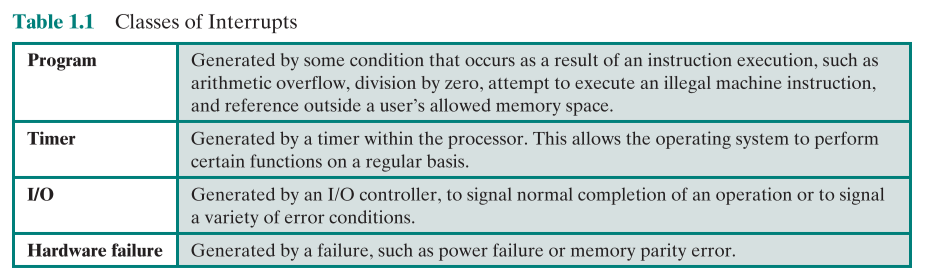 Table 1.1 Classes of Interrupts
Program
Generated by some condition that occurs as a result of an instruction execution, such as
arithmetic overflow, division by zero, attempt to execute an illegal machine instruction,
and reference outside a user's allowed memory space.
Timer
Generated by a timer within the processor. This allows the operating system to perform
certain functions on a regular basis.
I/O
Generated by an I/O controller, to signal normal completion of an operation or to signal
a variety of error conditions.
Hardware failure
Generated by a failure, such as power failure or memory parity error.